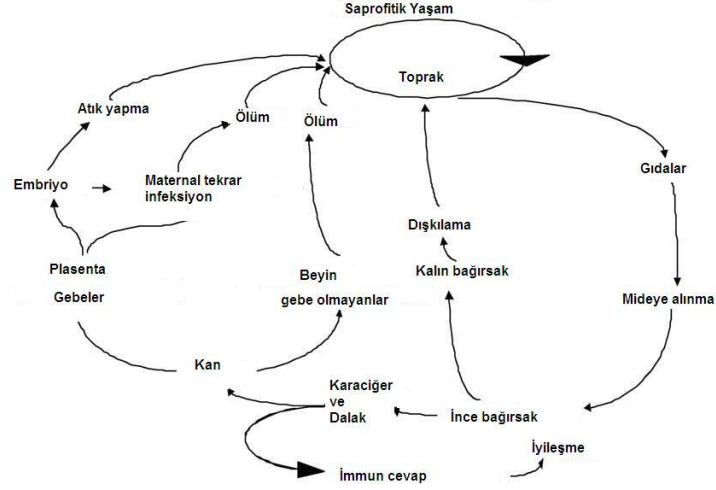 Saprofitik Yaşam
Toprak
Atık yapma
Ölüm
Ölüm
Gıdalar
Embriyo
Maternal tekrar
infeksiyon
Dışkılama
Plasenta
Gebeler
Beyin
gebe olmayanlar
Kalın bağırsak
Mideye alınma
Kan
Karaciğer
ve
Dalak
İnce bağırsak
İyileşme
İmmun cevap